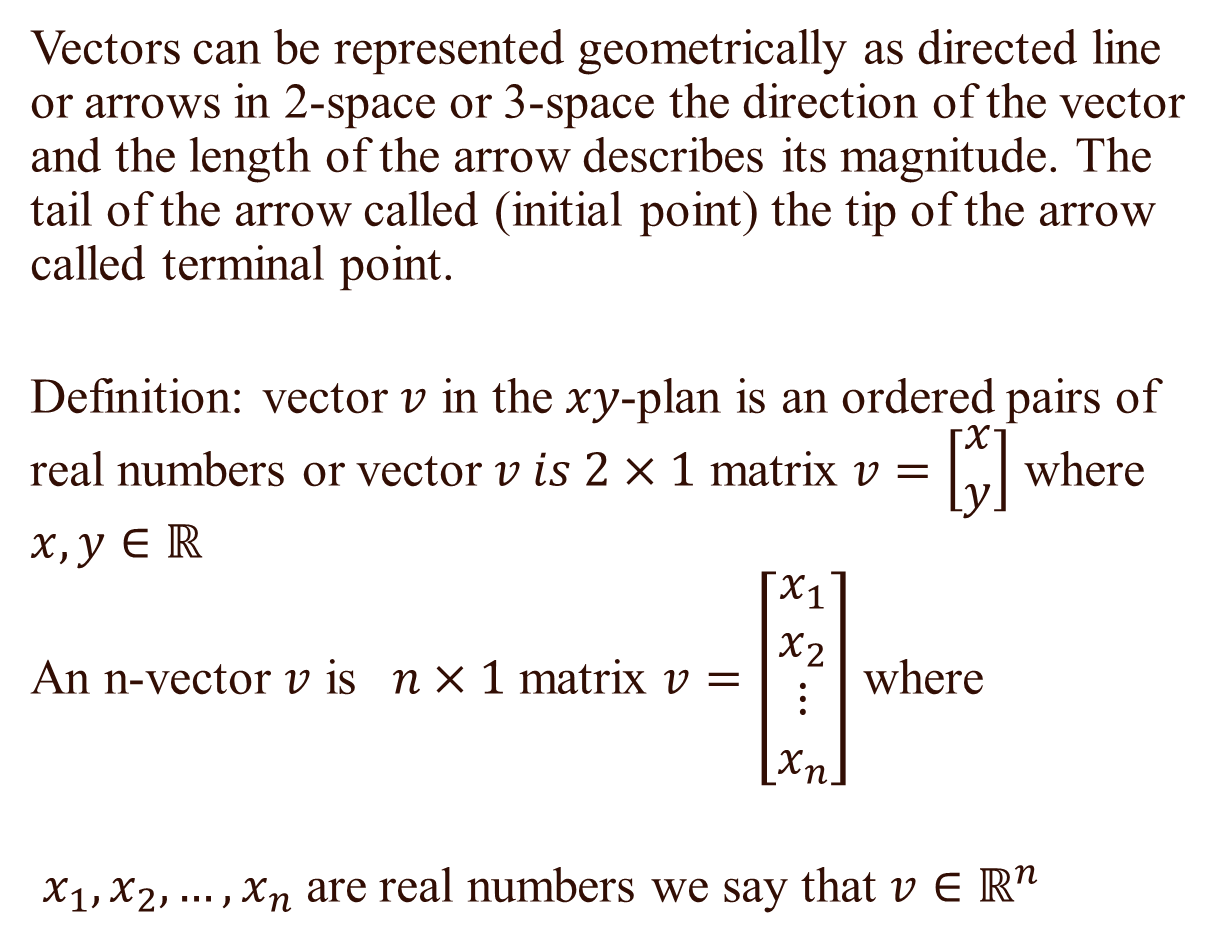 Vectors can be represented geometrically as directed line
or arrows in 2-space or 3-space the direction of the vector
and the length of the arrow describes its magnitude. The
tail of the arrow called (initial point) the tip of the arrow
called terminal point.
Definition: vector 𝑣 in the 𝑥𝑦-plan is an ordered pairs of
real numbers or vector 𝑣 𝑖𝑠 2 × 1 matrix 𝑣 = [𝑥 𝑦] where
𝑥, 𝑦 ∈ ℝ
An n-vector 𝑣 is 𝑛 × 1 matrix 𝑣 = [𝑥₁ 𝑥₂ ⋮ 𝑥ₙ] where
𝑥₁, 𝑥₂, … , 𝑥ₙ are real numbers we say that 𝑣 ∈ ℝⁿ